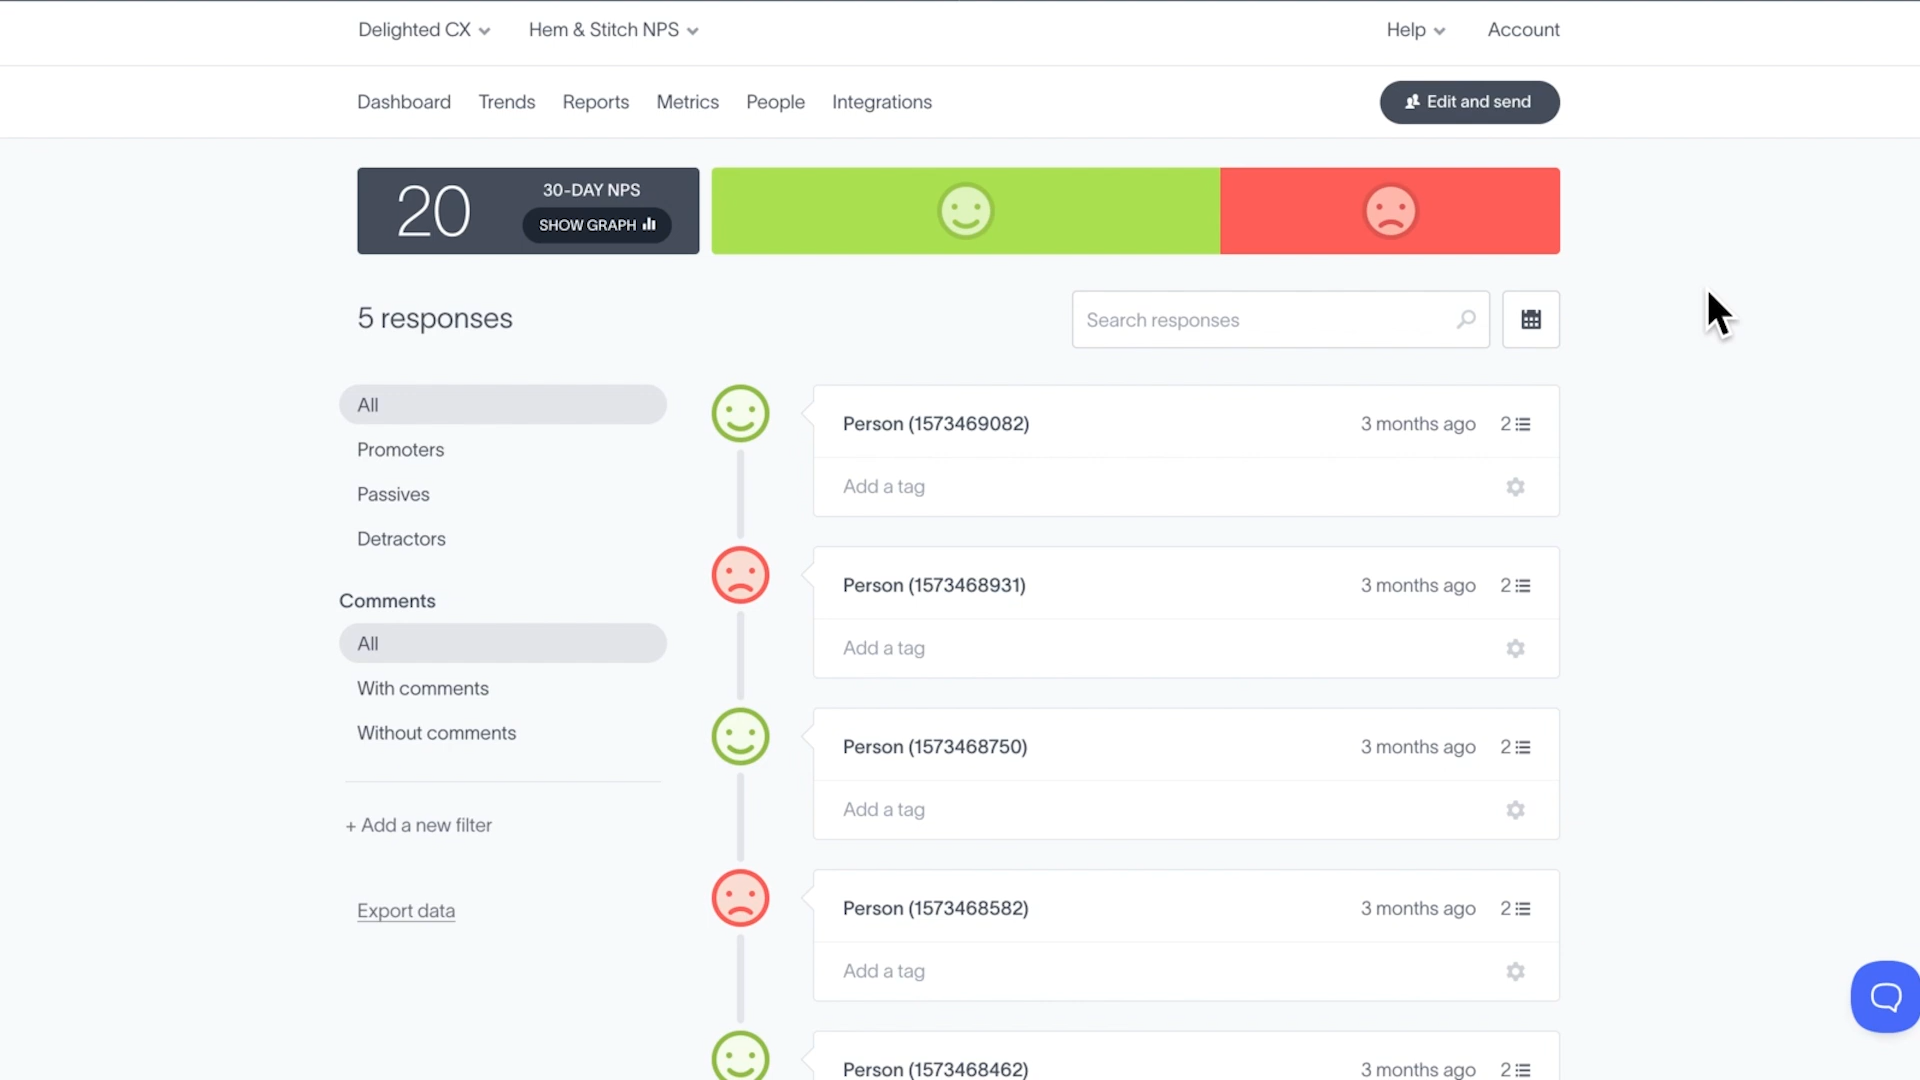 Delighted CX
Hem & Stitch NPS
Help
Account
Dashboard
Trends
Reports
Metrics
People
Integrations
Edit and send
20
30-DAY NPS
SHOW GRAPH
5 responses
Search responses
All
Promoters
Passives
Detractors
Comments
All
With comments
Without comments
+ Add a new filter
Export data
Person (1573469082)
3 months ago
2
Add a tag
Person (1573468931)
3 months ago
2
Add a tag
Person (1573468750)
3 months ago
2
Add a tag
Person (1573468582)
3 months ago
2
Add a tag
Person (1573468462)
3 months ago
2